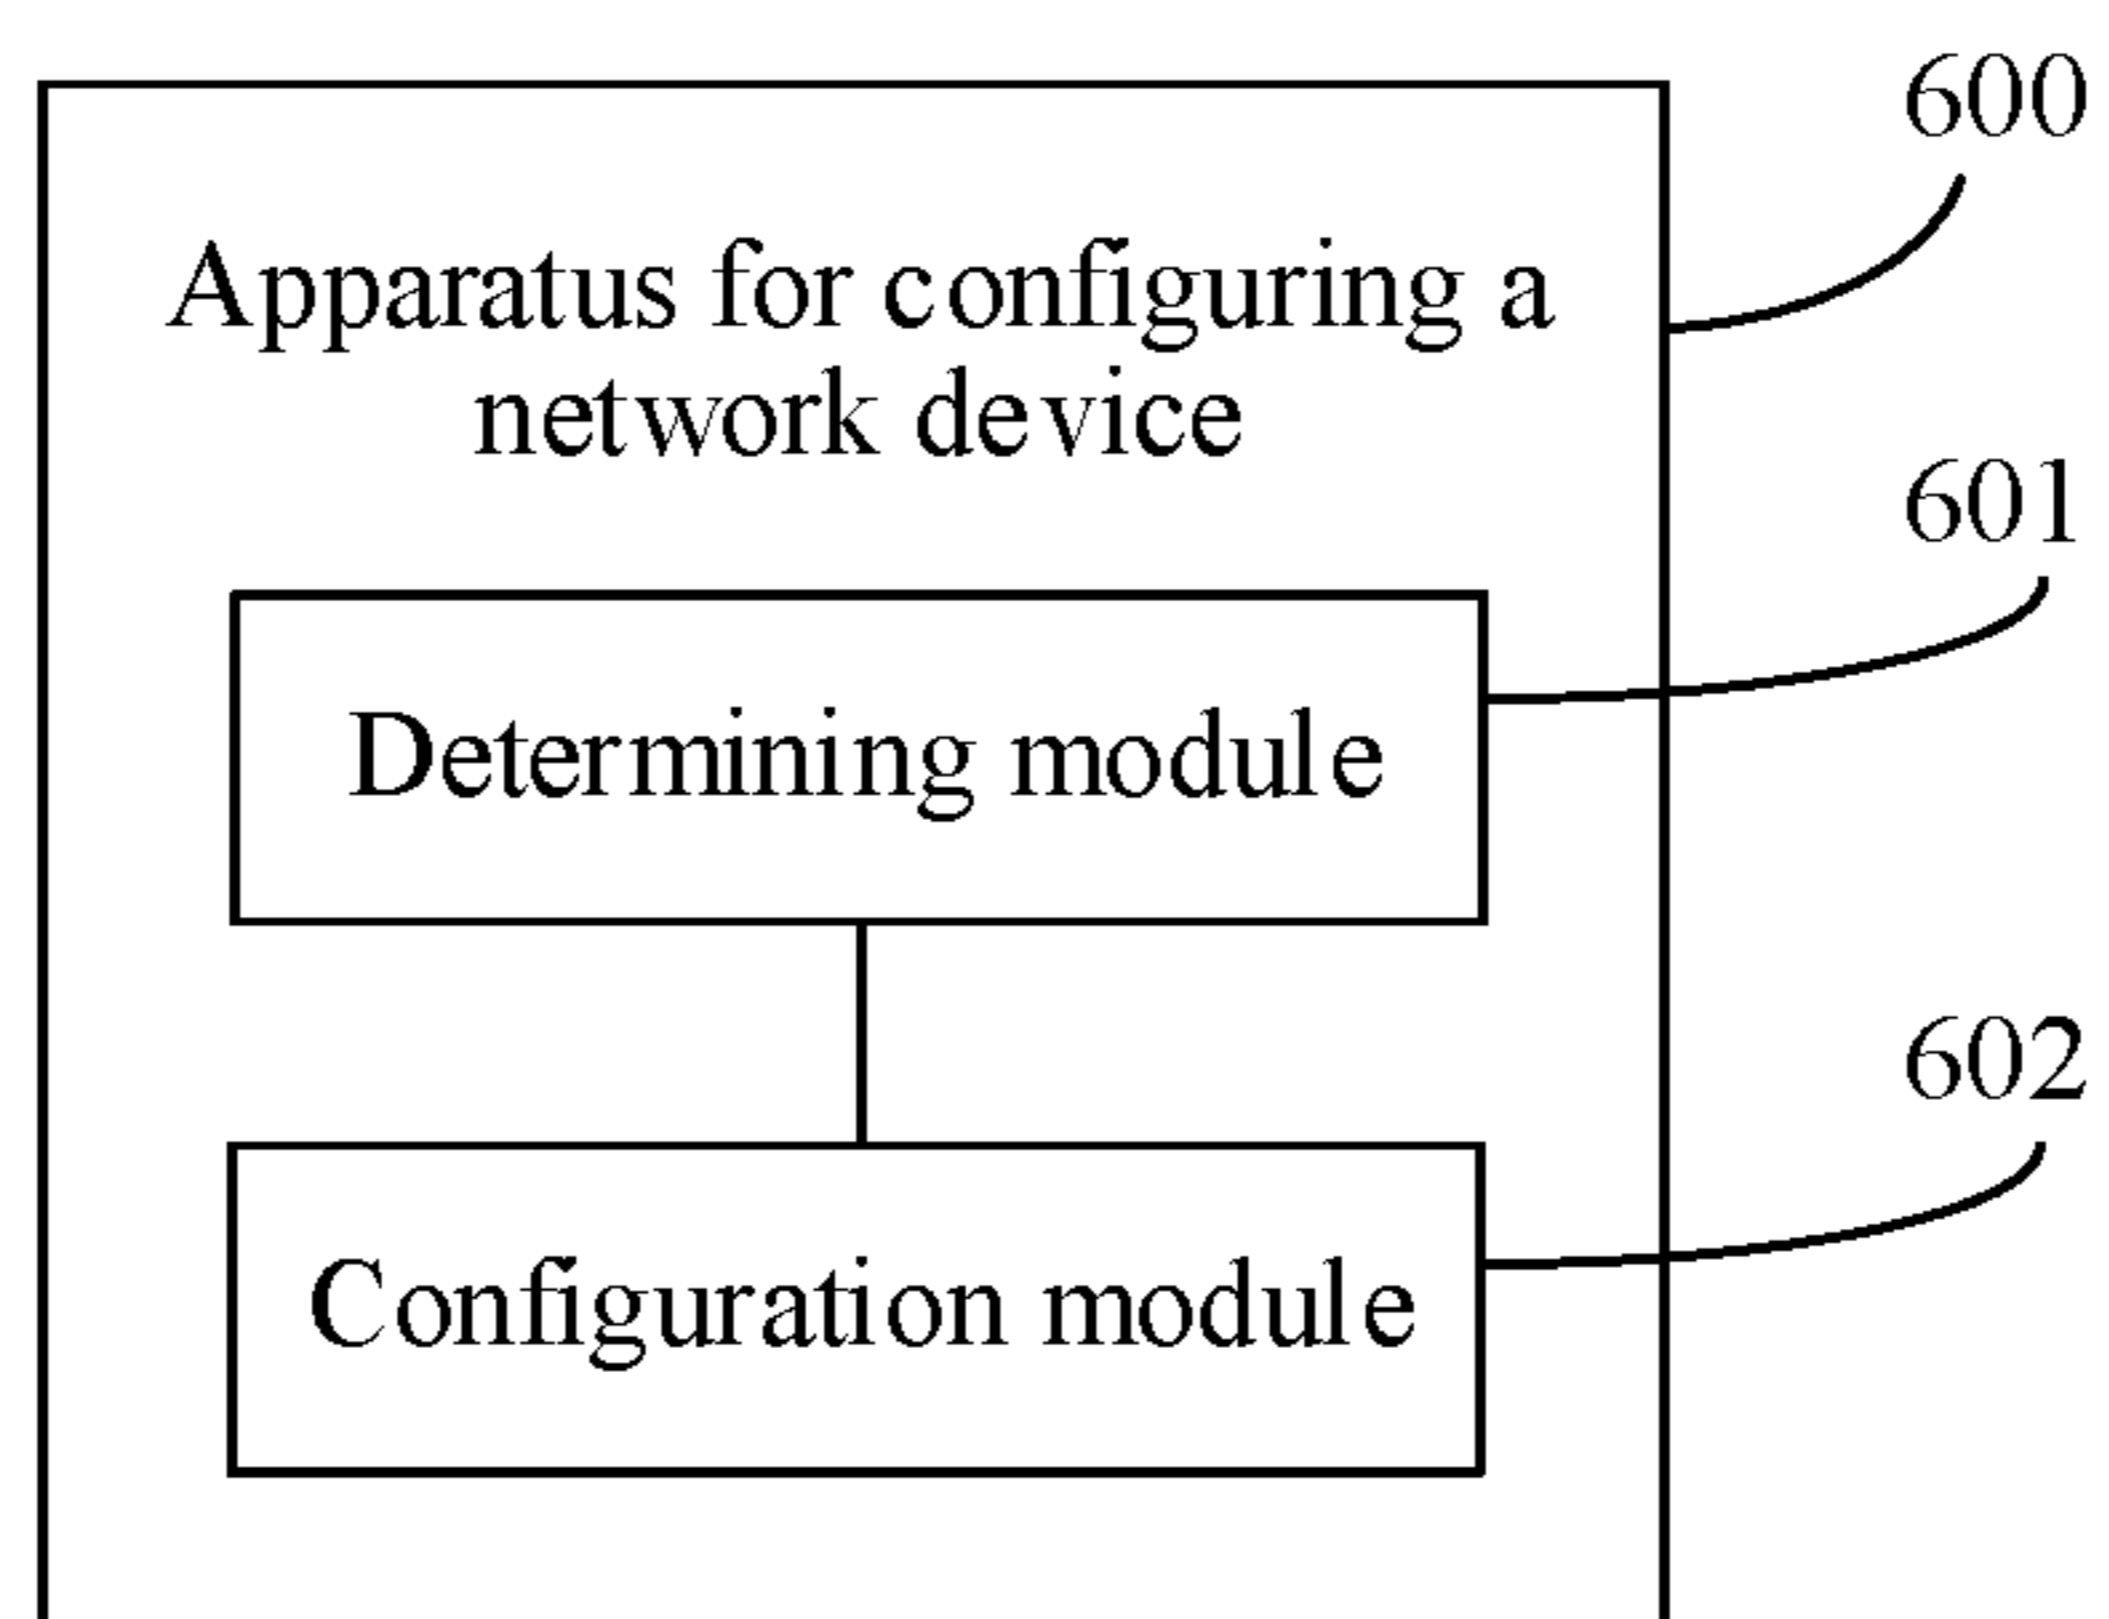 600
Apparatus for configuring a
network device
601
Determining module
602
Configuration module